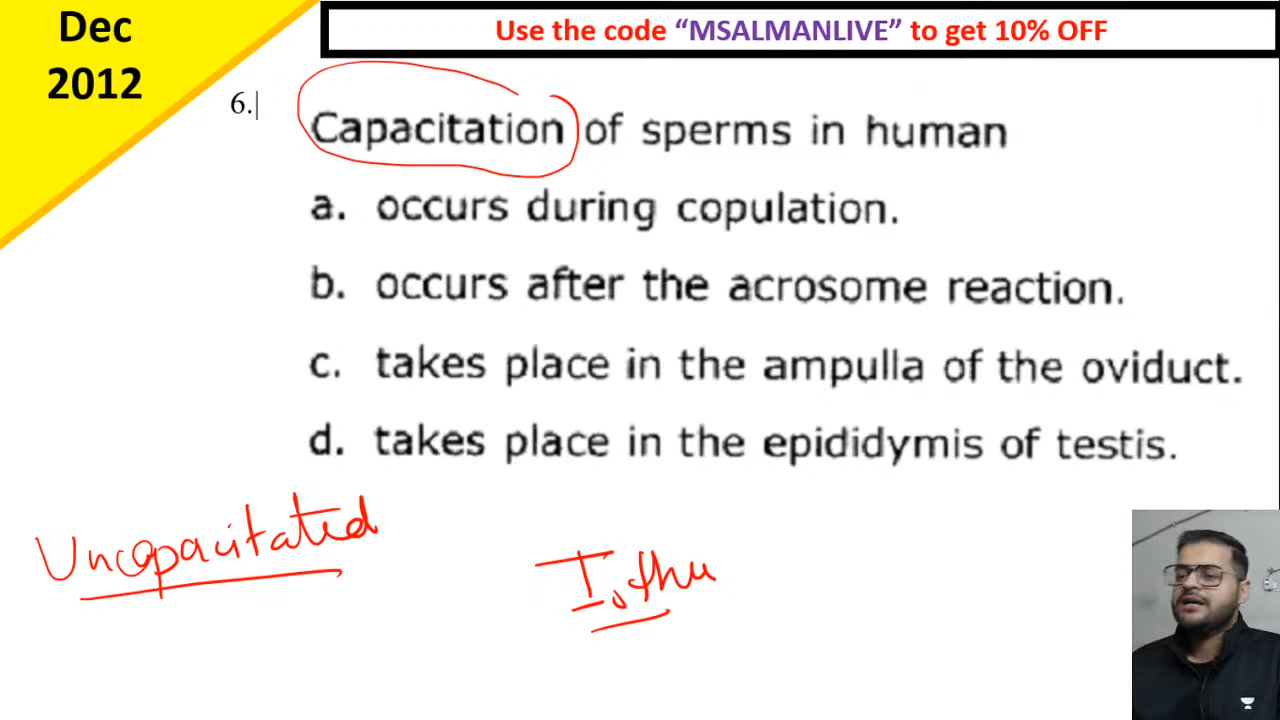 Dec
2012
Use the code “MSALMANLIVE” to get 10% OFF
6.
Capacitation of sperms in human
a. occurs during copulation.
b. occurs after the acrosome reaction.
c. takes place in the ampulla of the oviduct.
d. takes place in the epididymis of testis.
Uncapacitated